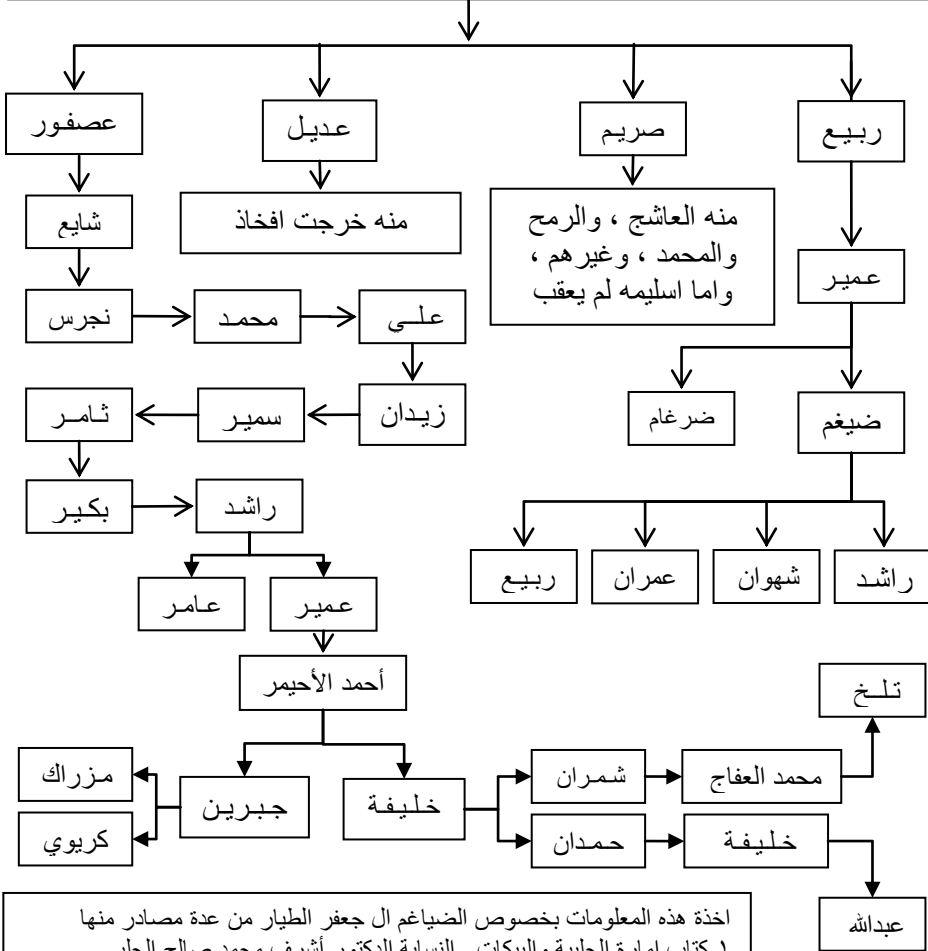 ربيع
صريم
عديل
عصفور
منه العاشج ، والرمح
والمحمد ، وغيرهم ،
واما اسليمه لم يعقب
منه خرجت افخاذ
شايع
عمير
نجرس
محمد
علي
ضيغم
ضرغام
زيدان
سمير
ثامر
بكير
راشد
راشد
شهوان
عمران
ربيع
عمير
عامر
أحمد الأحيمر
تلخ
خليفة
جبرين
شمران
محمد العفاج
مزراك
كريوي
حمدان
خليفة
عبدالله
اخذة هذه المعلومات بخصوص الضياغم ال جعفر الطيار من عدة مصادر منها